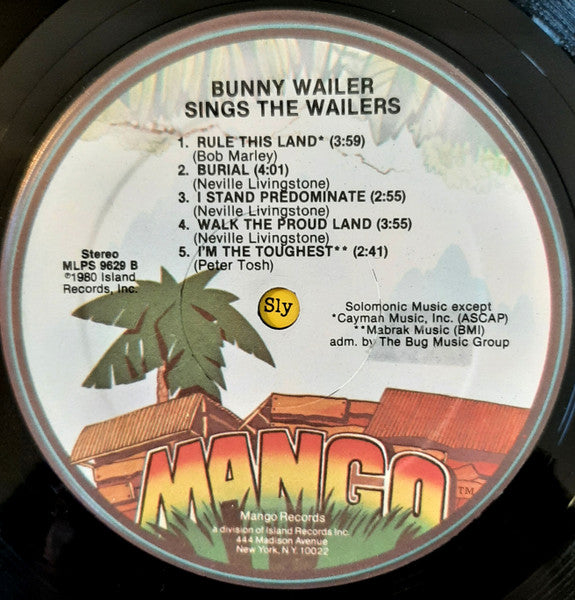 BUNNY WAILER
SINGS THE WAILERS
1. RULE THIS LAND* (3:59)
(Bob Marley)
2. BURIAL (4:01)
(Neville Livingstone)
3. I STAND PREDOMINATE (2:55)
(Neville Livingstone)
4. WALK THE PROUD LAND (3:55)
(Neville Livingstone)
5. I'M THE TOUGHEST** (2:41)
(Peter Tosh)
Stereo
MLPS 9629 B
℗1980 Island
Records, Inc.
Sly
Solomonic Music except
*Cayman Music, Inc. (ASCAP)
**Mabrak Music (BMI)
adm. by The Bug Music Group
MANGO TM
Mango Records
a division of Island Records Inc.
444 Madison Avenue
New York, N.Y. 10022